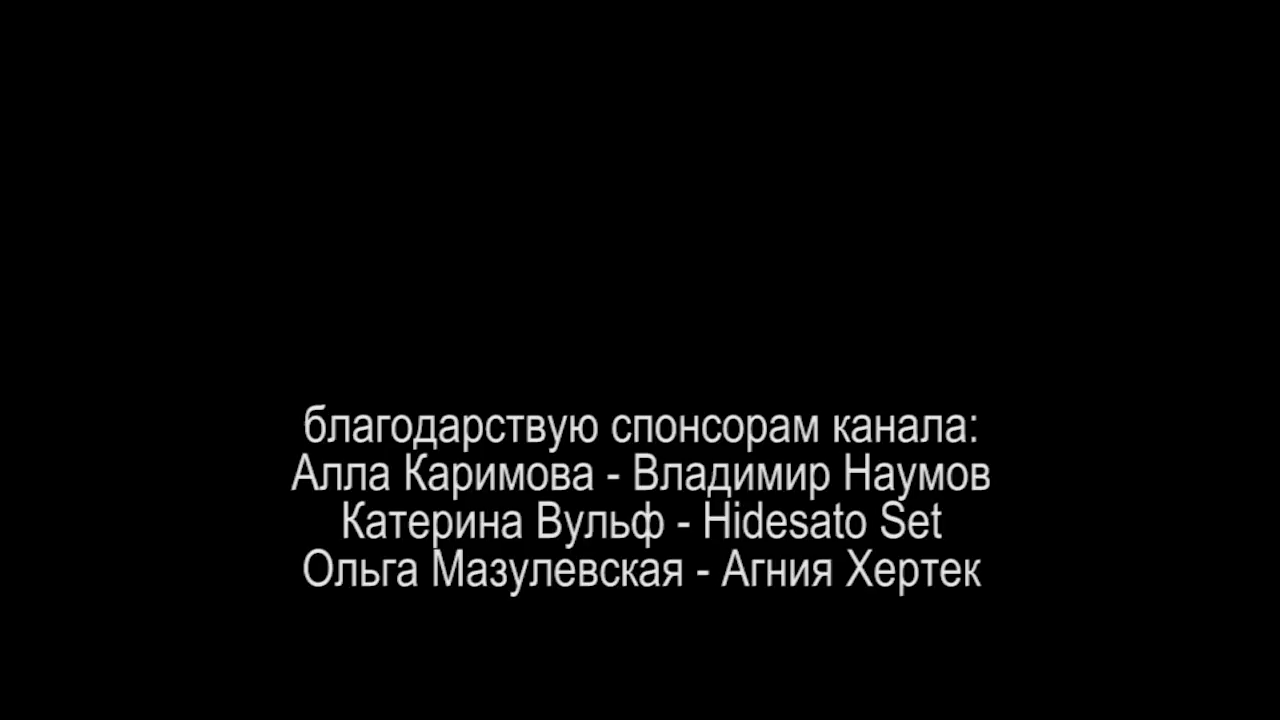 благодарствую спонсорам канала:
Алла Каримова - Владимир Наумов
Катерина Вульф - Hidesato Set
Ольга Мазулевская - Агния Хертек